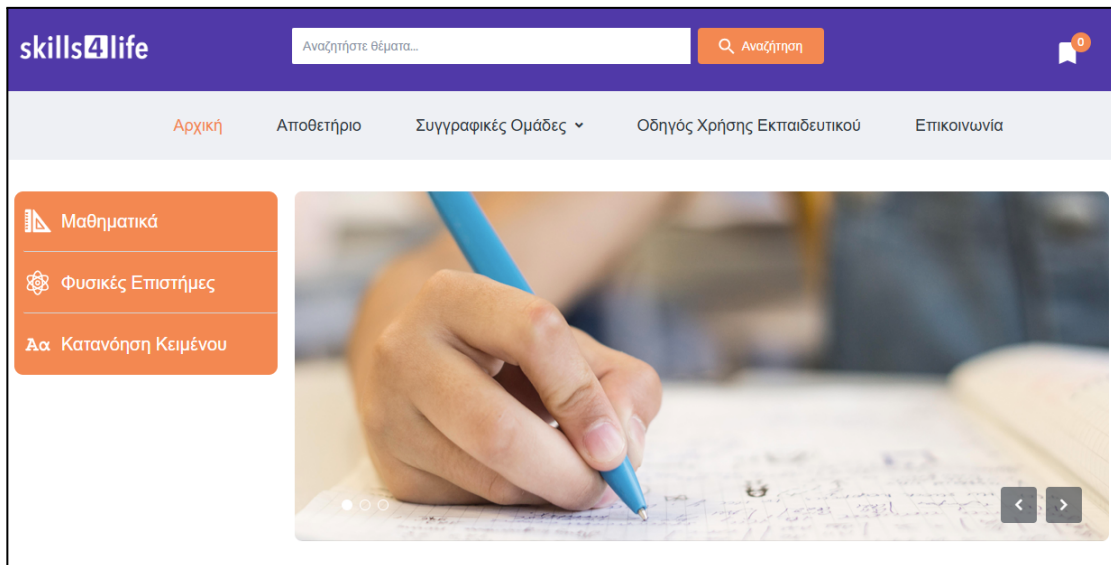 skills4life
Αναζητήστε θέματα...
Αναζήτηση
0
Αρχική
Αποθετήριο
Συγγραφικές Ομάδες
Οδηγός Χρήσης Εκπαιδευτικού
Επικοινωνία
Μαθηματικά
Φυσικές Επιστήμες
Αα Κατανόηση Κειμένου